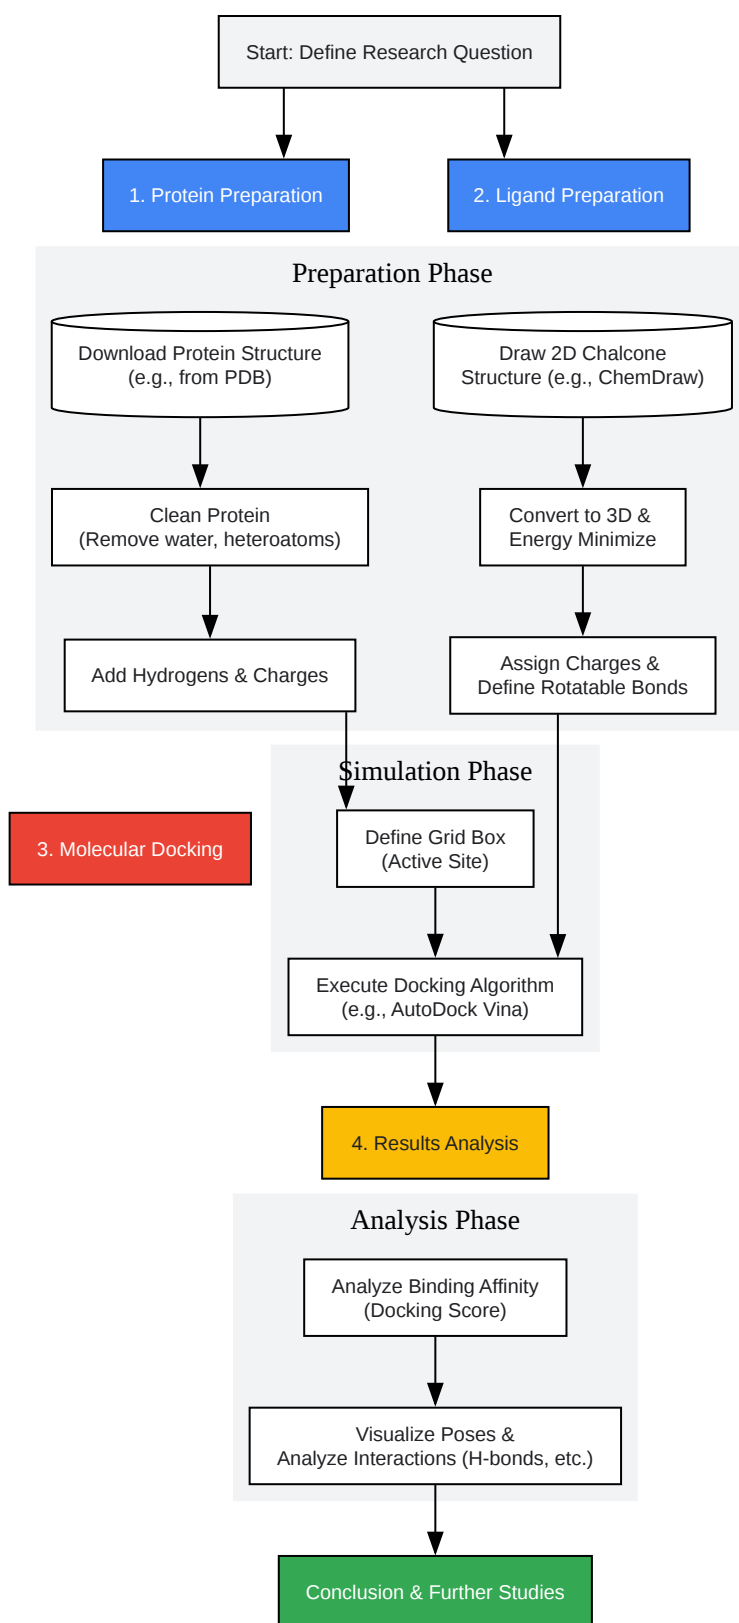 Start: Define Research Question
1. Protein Preparation
2. Ligand Preparation
Preparation Phase
Download Protein Structure
(e.g., from PDB)
Draw 2D Chalcone
Structure (e.g., ChemDraw)
Clean Protein
(Remove water, heteroatoms)
Convert to 3D &
Energy Minimize
Add Hydrogens & Charges
Assign Charges &
Define Rotatable Bonds
Simulation Phase
3. Molecular Docking
Define Grid Box
(Active Site)
Execute Docking Algorithm
(e.g., AutoDock Vina)
4. Results Analysis
Analysis Phase
Analyze Binding Affinity
(Docking Score)
Visualize Poses &
Analyze Interactions (H-bonds, etc.)
Conclusion & Further Studies